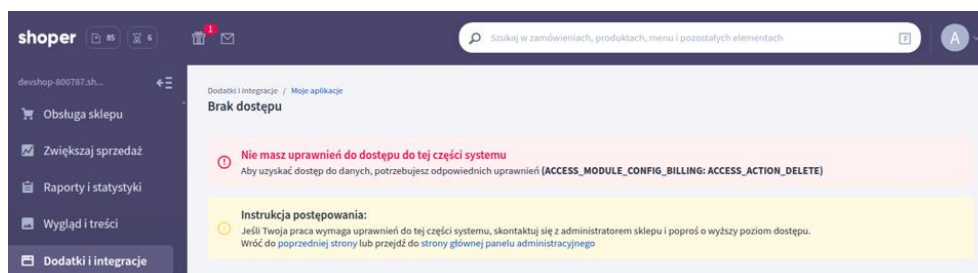 shoper 85 6 1
Szukaj w zamówieniach, produktach, menu i pozostałych elementach F A
devshop-800787.sh...
Obsługa sklepu
Zwiększaj sprzedaż
Raporty i statystyki
Wygląd i treści
Dodatki i integracje
Dodatki i integracje / Moje aplikacje
Brak dostępu
Nie masz uprawnień do dostępu do tej części systemu
Aby uzyskać dostęp do danych, potrzebujesz odpowiednich uprawnień (ACCESS_MODULE_CONFIG_BILLING: ACCESS_ACTION_DELETE)
Instrukcja postępowania:
Jeśli Twoja praca wymaga uprawnień do tej części systemu, skontaktuj się z administratorem sklepu i poproś o wyższy poziom dostępu.
Wróć do poprzedniej strony lub przejdź do strony głównej panelu administracyjnego